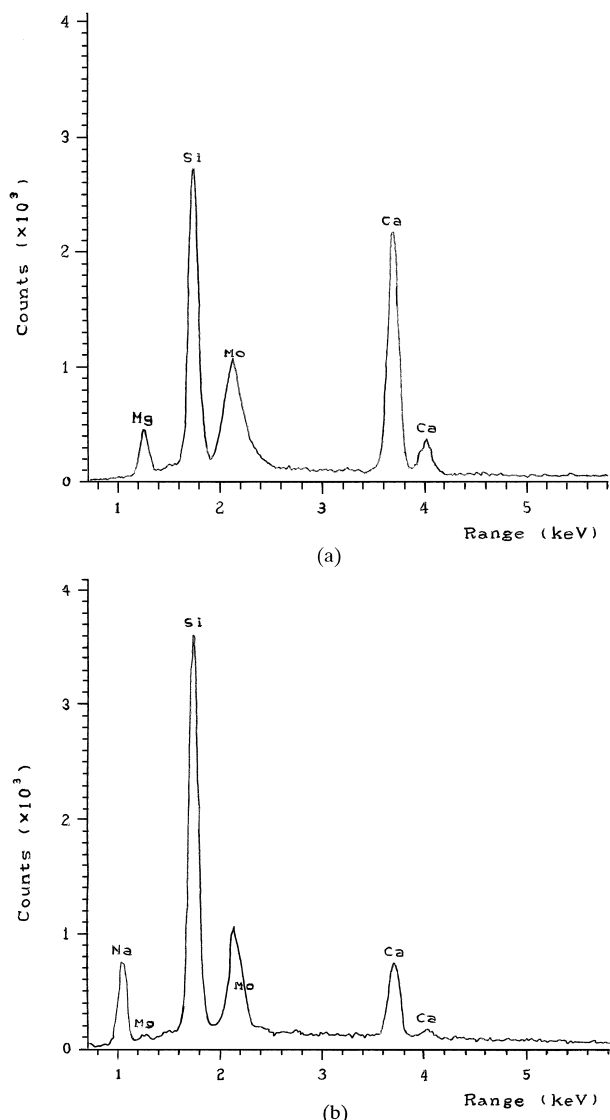 4
3
2
1
0
Counts (×10³)
Si
Ca
Mo
Mg
Ca
1 2 3 4 5
Range (keV)
(a)
4
3
2
1
0
Counts (×10³)
Si
Na
Mg
Mo
Ca
Ca
1 2 3 4 5
Range (keV)
(b)